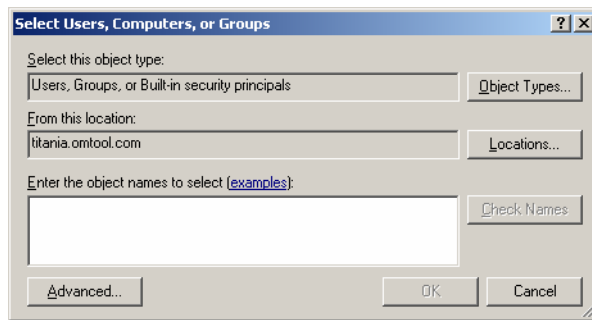 Select Users, Computers, or Groups
Select this object type:
Users, Groups, or Built-in security principals
Object Types...
From this location:
titania.omtool.com
Locations...
Enter the object names to select (examples):
Check Names
Advanced...
OK
Cancel